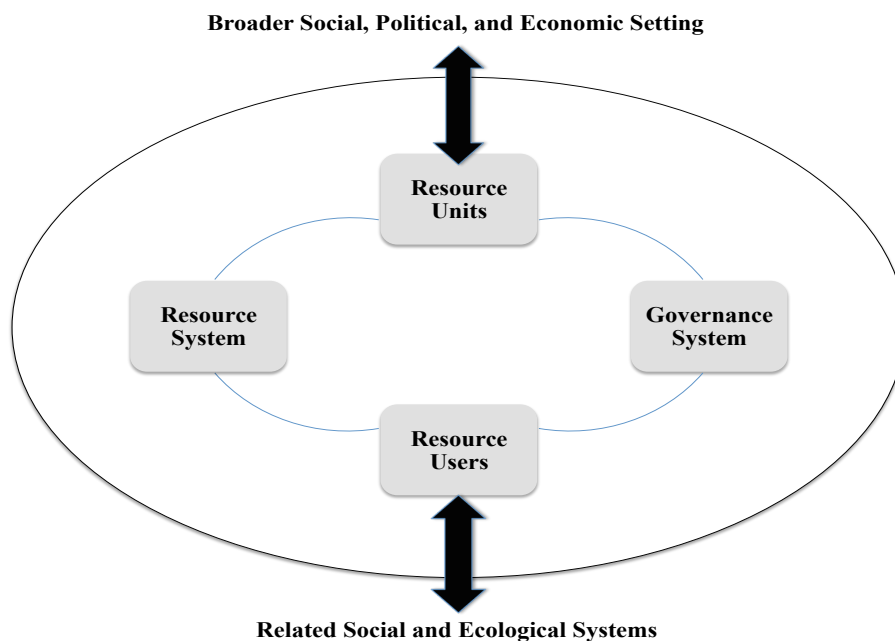 Broader Social, Political, and Economic Setting
Resource
Units
Resource
System
Governance
System
Resource
Users
Related Social and Ecological Systems